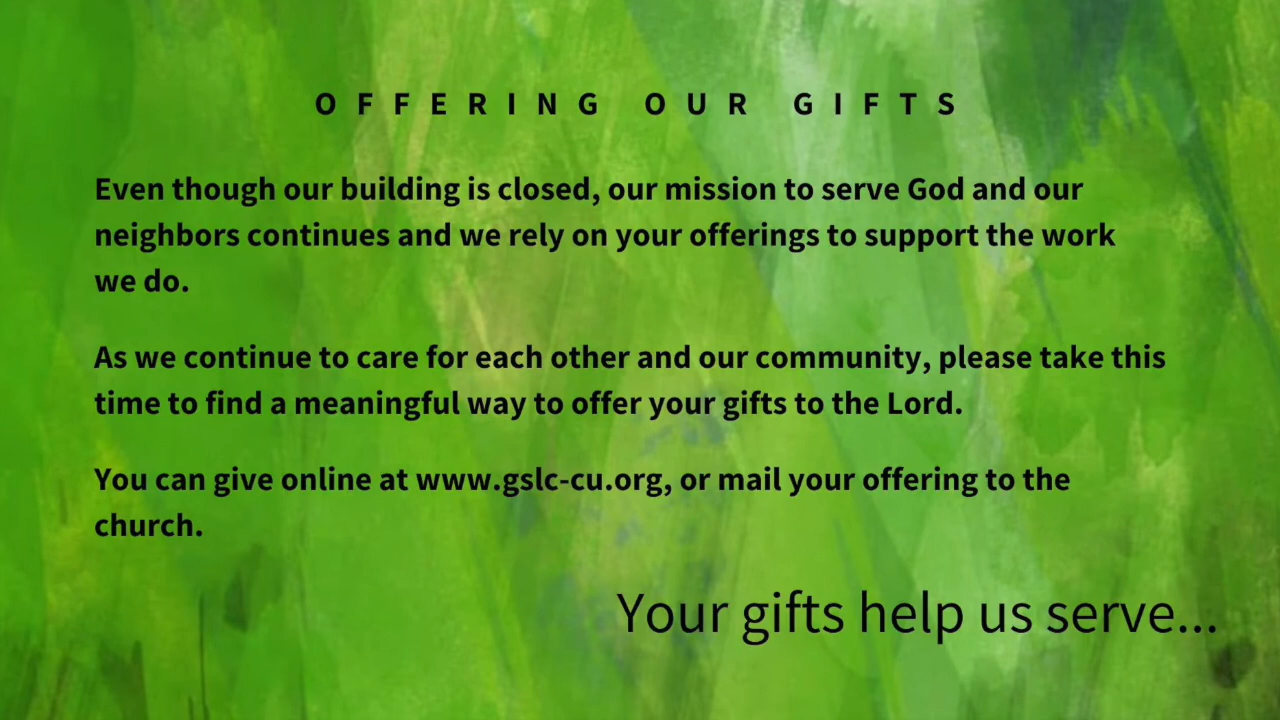 OFFERING OUR GIFTS
Even though our building is closed, our mission to serve God and our
neighbors continues and we rely on your offerings to support the work
we do.
As we continue to care for each other and our community, please take this
time to find a meaningful way to offer your gifts to the Lord.
You can give online at www.gslc-cu.org, or mail your offering to the
church.
Your gifts help us serve...